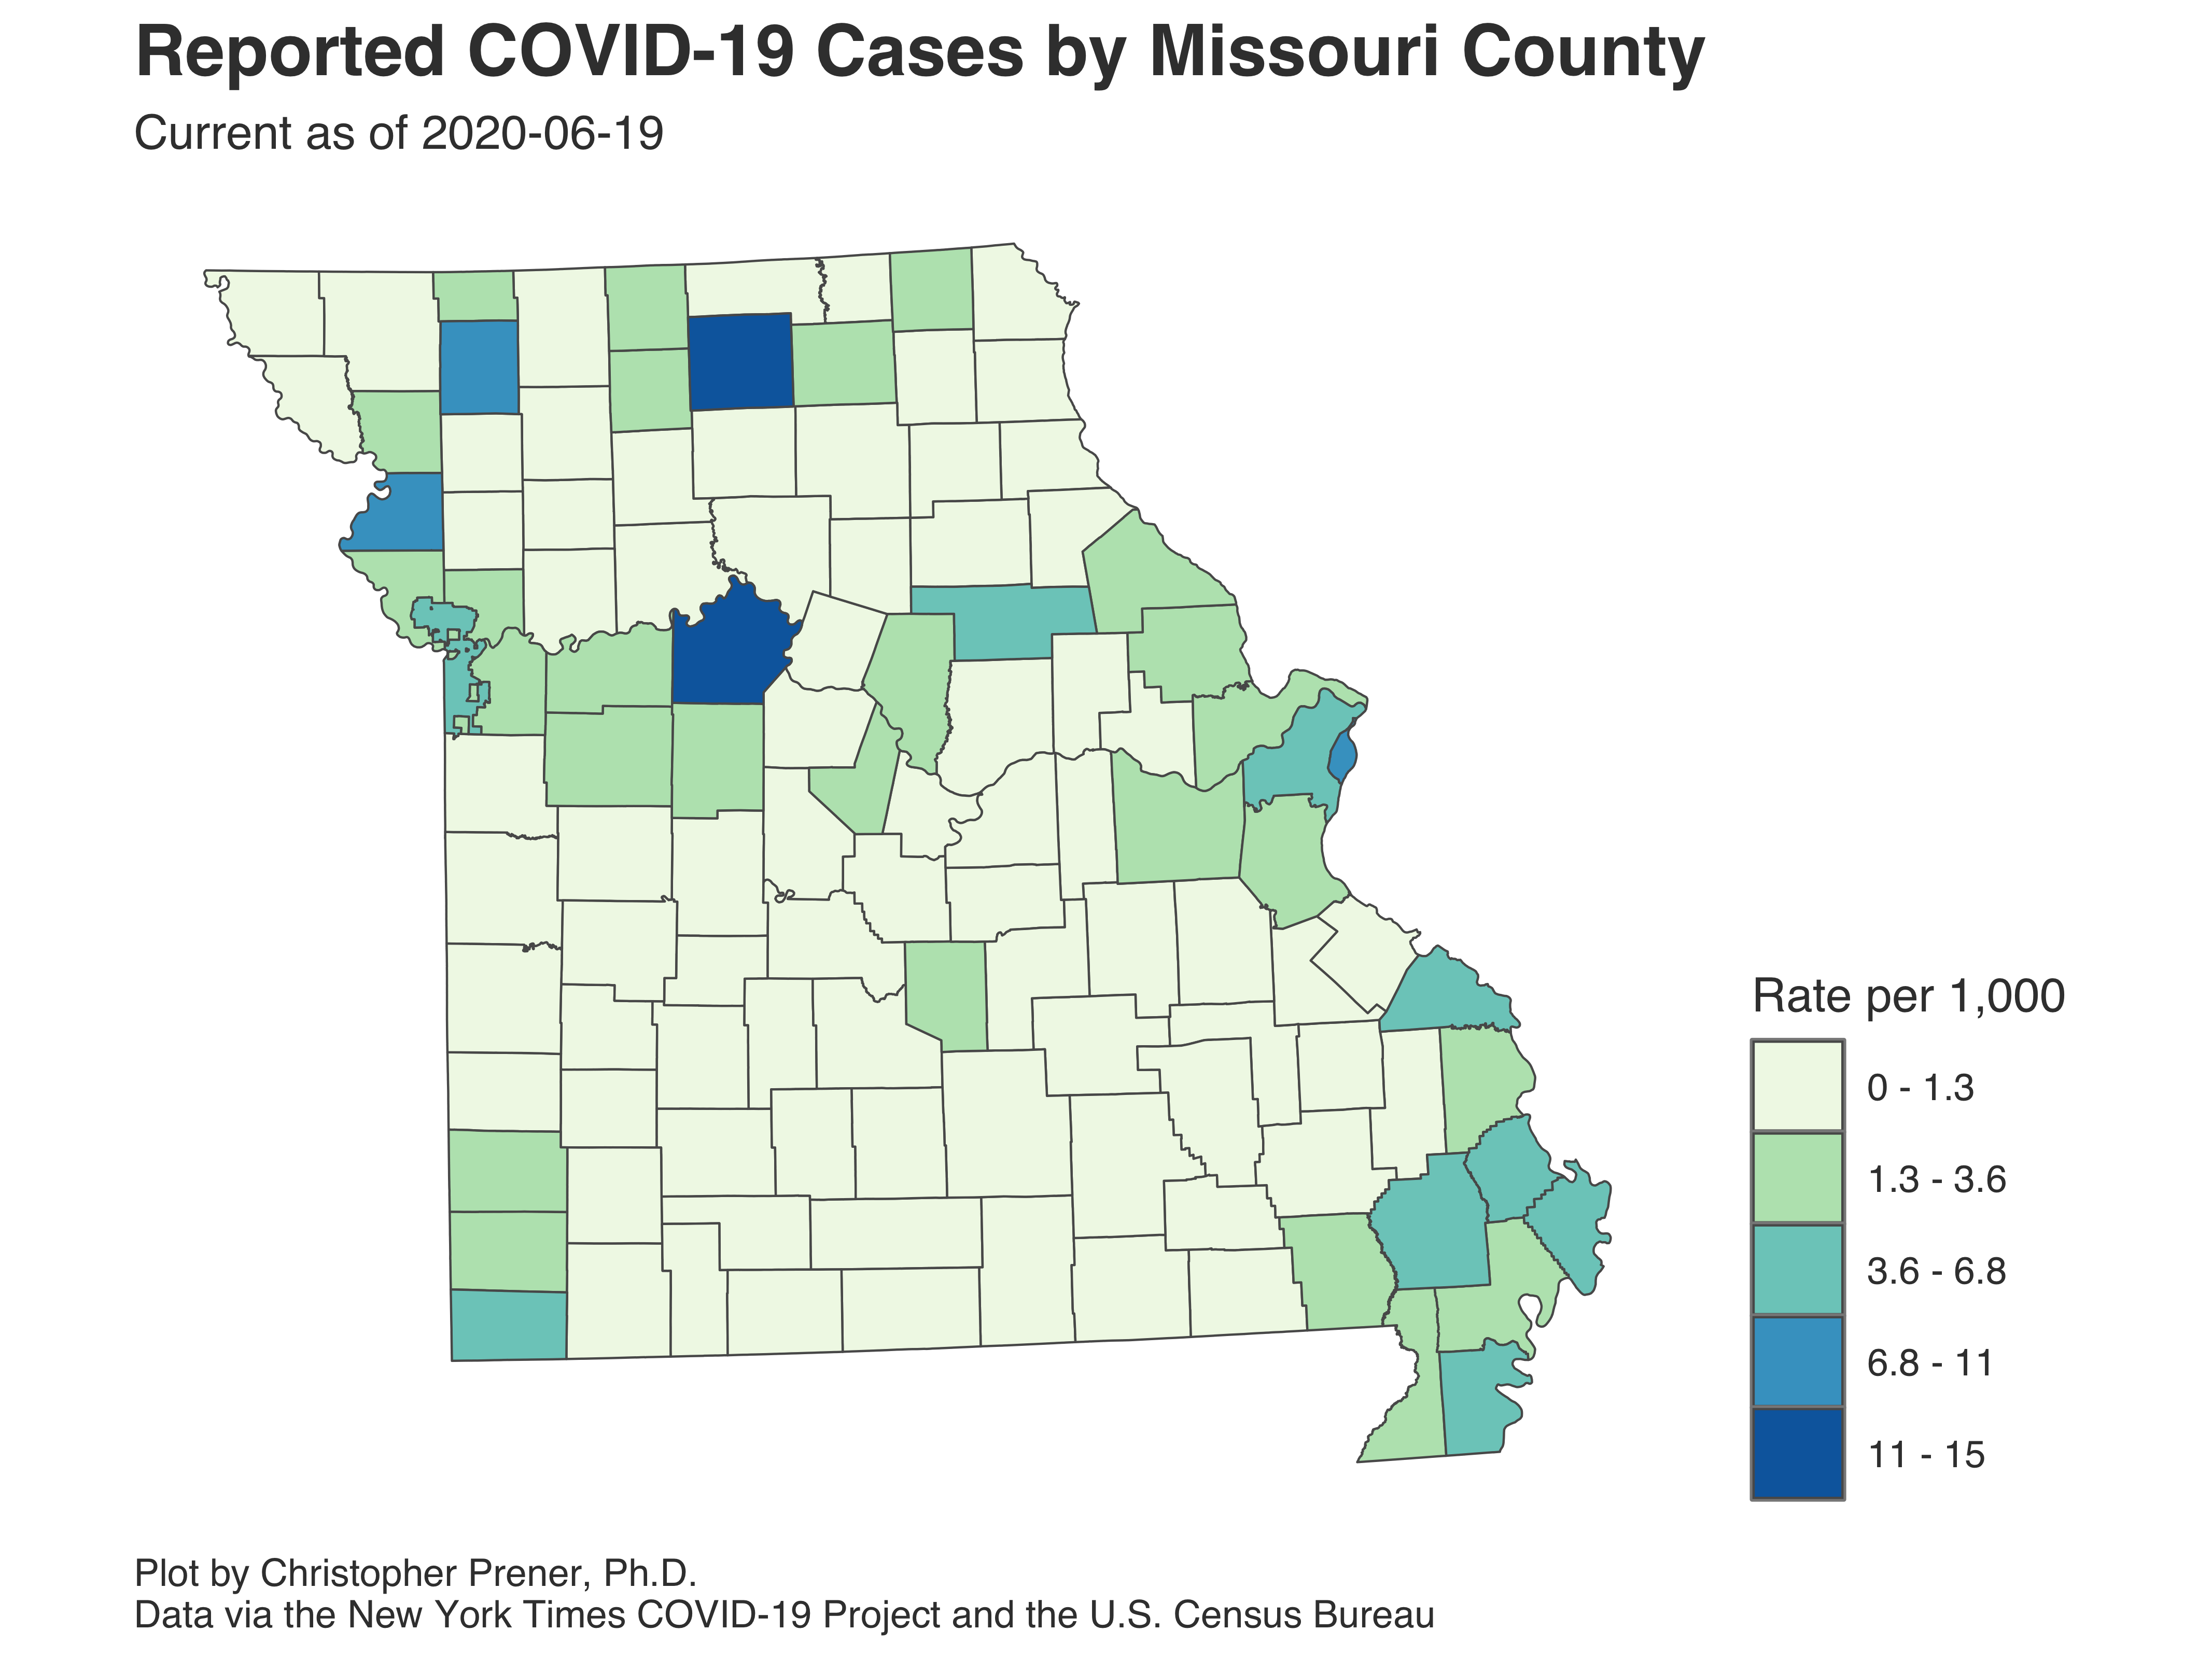 Reported COVID-19 Cases by Missouri County
Current as of 2020-06-19
Rate per 1,000
0 - 1.3
1.3 - 3.6
3.6 - 6.8
6.8 - 11
11 - 15
Plot by Christopher Prener, Ph.D.
Data via the New York Times COVID-19 Project and the U.S. Census Bureau